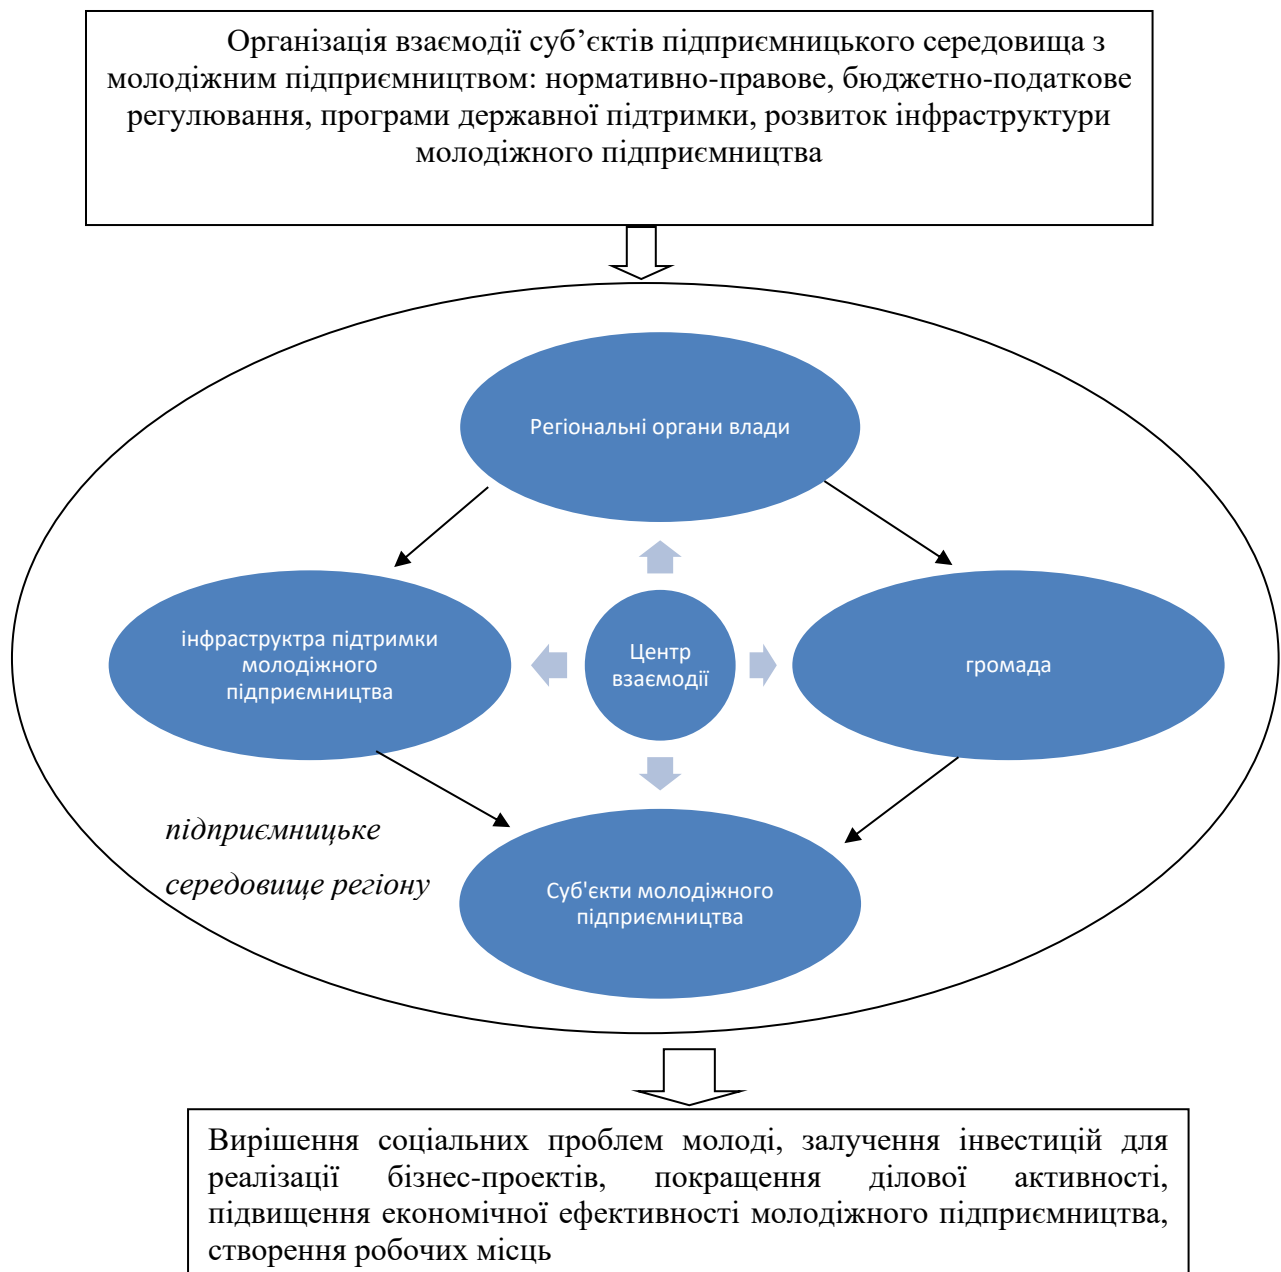 Організація взаємодії суб’єктів підприємницького середовища з
молодіжним підприємництвом: нормативно-правове, бюджетно-податкове
регулювання, програми державної підтримки, розвиток інфраструктури
молодіжного підприємництва
Регіональні органи влади
інфраструктра підтримки
молодіжного
підприємництва
Центр
взаємодії
громада
підприємницьке
середовище регіону
Суб'єкти молодіжного
підприємництва
Вирішення соціальних проблем молоді, залучення інвестицій для
реалізації бізнес-проектів, покращення ділової активності,
підвищення економічної ефективності молодіжного підприємництва,
створення робочих місць